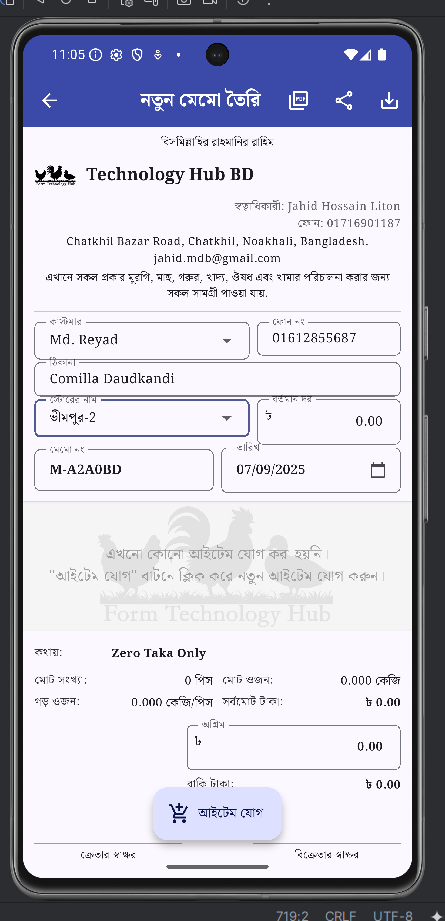 11:05
নতুন মেমো তৈরি
PDF
বিসমিল্লাহির রাহমানির রাহিম
Technology Hub BD
স্বত্বাধিকারী: Jahid Hossain Liton
ফোন: 01716901187
Chatkhil Bazar Road, Chatkhil, Noakhali, Bangladesh.
jahid.mdb@gmail.com
এখানে সকল প্রকার মুরগি, মাছ, গরুর, খাদ্য, ঔষধ এবং খামার পরিচালনা করার জন্য
সকল সামগ্রী পাওয়া যায়.
কাস্টমার
Md. Reyad
ফোন নং
01612855687
ঠিকানা
Comilla Daudkandi
স্টোরের নাম
ভীমপুর-2
বর্তমান দর
৳ 0.00
মেমো নং
M-A2A0BD
তারিখ
07/09/2025
এখনো কোনো আইটেম যোগ করা হয়নি।
"আইটেম যোগ" বাটনে ক্লিক করে নতুন আইটেম যোগ করুন।
Form Technology Hub
কথায়: Zero Taka Only
মোট সংখ্যা: 0 পিস মোট ওজন: 0.000 কেজি
গড় ওজন: 0.000 কেজি/পিস সর্বমোট টাকা: ৳ 0.00
অগ্রিম
৳ 0.00
বাকি টাকা: ৳ 0.00
আইটেম যোগ
ক্রেতার স্বাক্ষর বিক্রেতার স্বাক্ষর
719:2 CRLF UTF-8